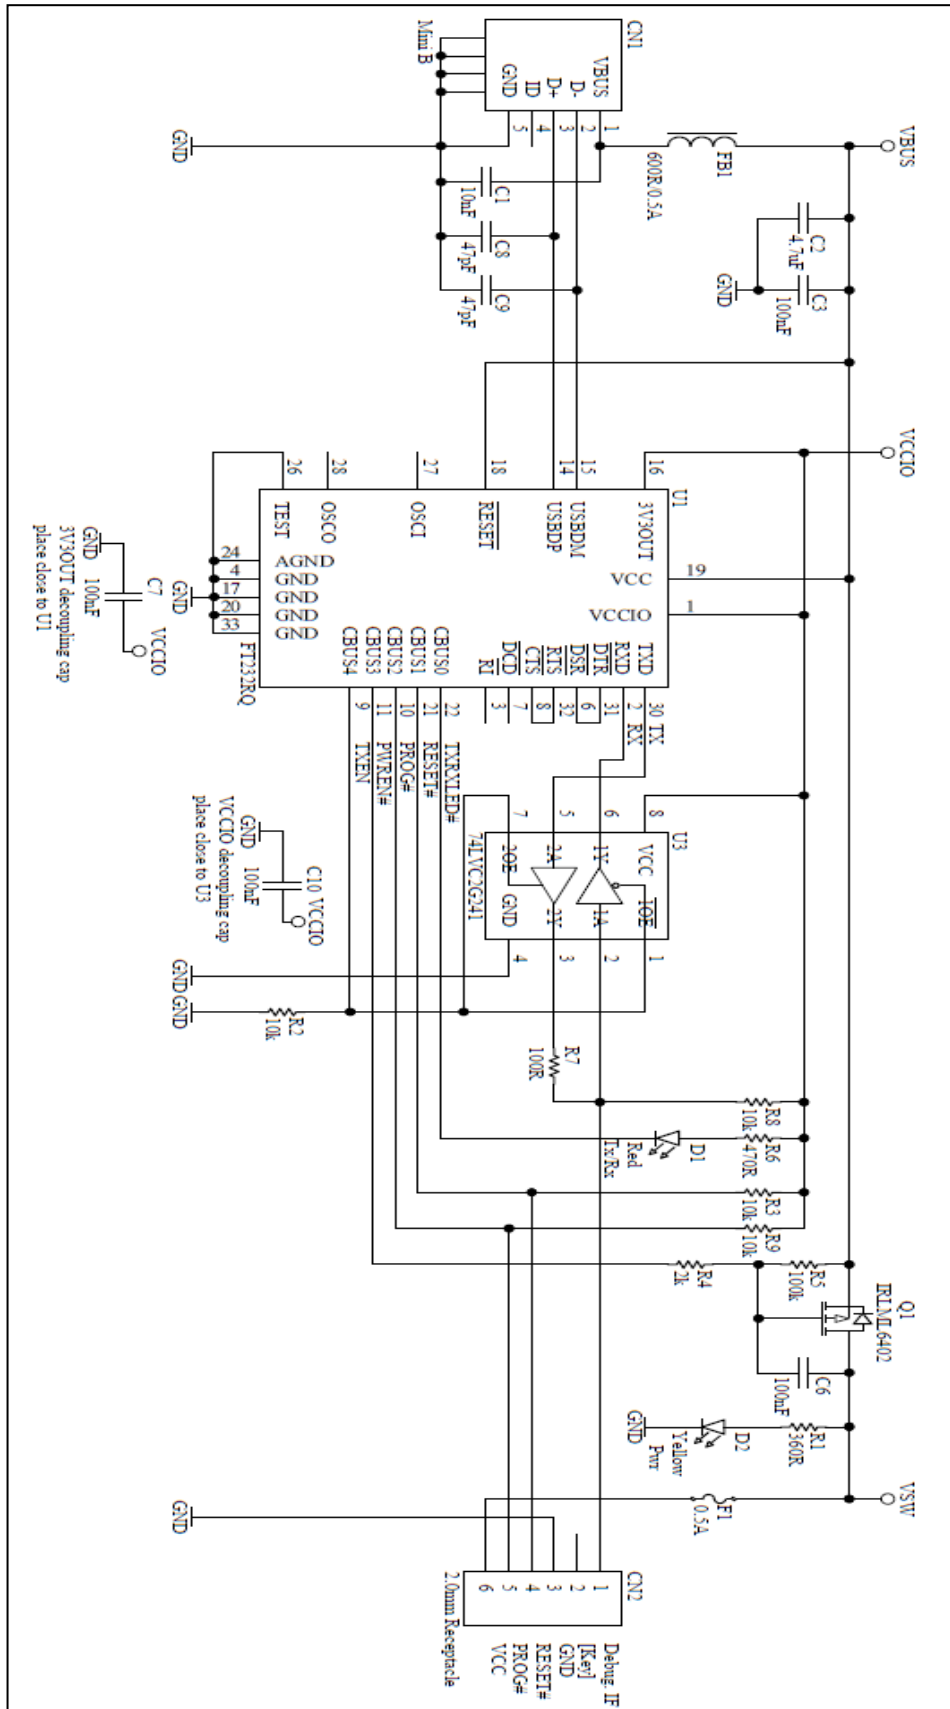 CN1
VBUS
D-
D+
ID
GND
Mini B
1
2
3
4
5
GND
FB1
600R/0.5A
VBUS
C1
10nF
C8
47pF
C9
47pF
C2
4.7uF
C3
100nF
GND
VCCIO
U1
16
15
14
18
27
28
26
3V3OUT
USBDM
USBDP
RESET
OSCI
OSCO
TEST
19
VCC
1
VCCIO
24
AGND
4
GND
17
GND
20
GND
33
GND
GND
TXD
RXD
DTR
DSR
RTS
CTS
DCD
RI
CBUS0
CBUS1
CBUS2
CBUS3
CBUS4
FT232RQ
30
TX
2
RX
31
6
32
8
7
3
22
TXRXLED#
21
RESET#
10
PROG#
11
PWREN#
9
TXEN
C7
100nF
GND
VCCIO
3V3OUT decoupling cap
place close to U1
C10
VCCIO
100nF
GND
VCCIO decoupling cap
place close to U3
U3
8
6
5
7
VCC
1OE
1Y
1A
2A
2Y
2OE
GND
74LVC2G241
1
2
3
4
GND
GND
R2
10k
R7
100R
R8
10k
R6
470R
D1
Red
Tx/Rx
R3
10k
R9
10k
R4
2k
R5
100k
Q1
IRLML6402
C6
100nF
R1
360R
D2
Yellow
Pwr
GND
VSW
F1
0.5A
GND
CN2
1
2
3
4
5
6
2.0mm Receptacle
Debug. IF
[Key]
GND
RESET#
PROG#
VCC